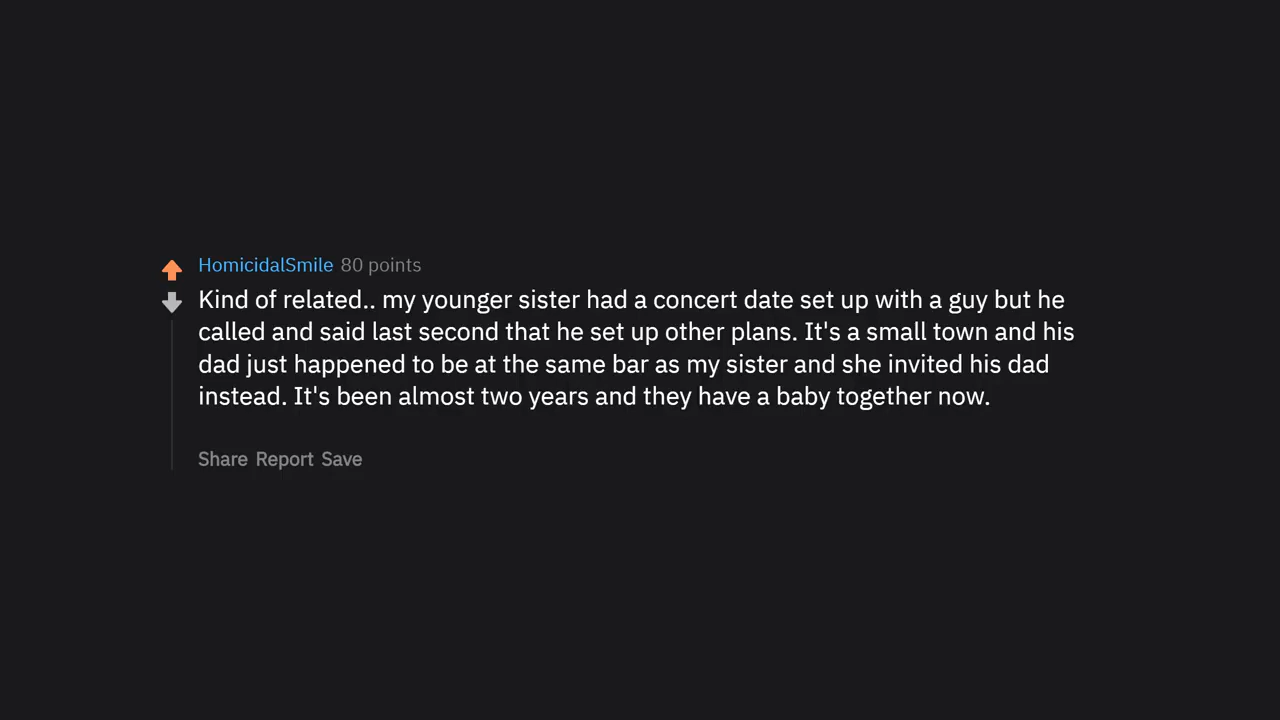 HomicidalSmile 80 points
Kind of related.. my younger sister had a concert date set up with a guy but he
called and said last second that he set up other plans. It's a small town and his
dad just happened to be at the same bar as my sister and she invited his dad
instead. It's been almost two years and they have a baby together now.
Share Report Save